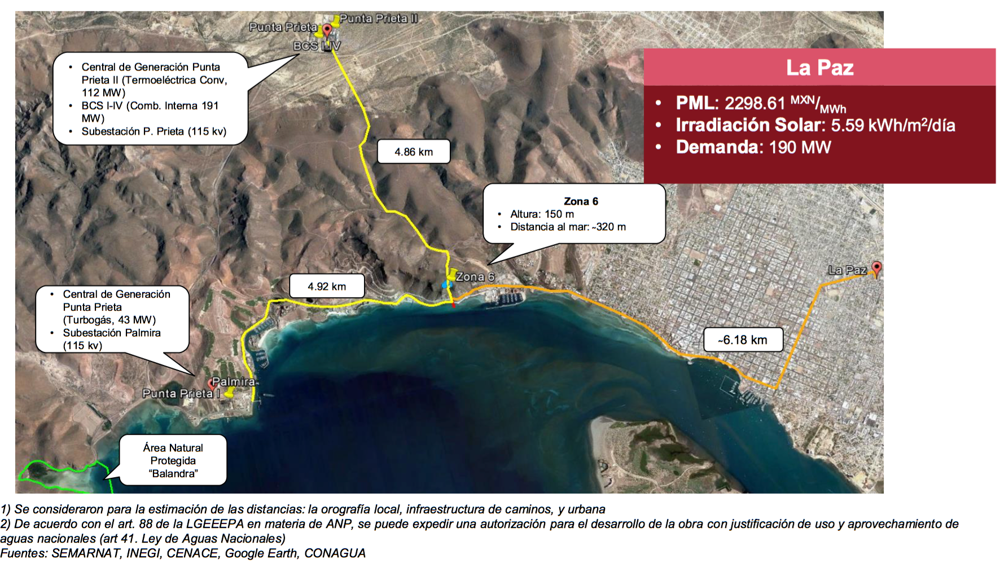 Punta Prieta II
Punta Prieta
BCS I-IV
• Central de Generación Punta
Prieta II (Termoeléctrica Conv,
112 MW)
• BCS I-IV (Comb. Interna 191
MW)
• Subestación P. Prieta (115 kv)
La Paz
• PML: 2298.61 MXN/MWh
• Irradiación Solar: 5.59 kWh/m²/día
• Demanda: 190 MW
4.86 km
Zona 6
• Altura: 150 m
• Distancia al mar: ~320 m
Zona 6
La Paz
4.92 km
• Central de Generación
Punta Prieta
(Turbogás, 43 MW)
• Subestación Palmira
(115 kv)
~6.18 km
Palmira
Punta Prieta I
Área Natural
Protegida
“Balandra”
1) Se consideraron para la estimación de las distancias: la orografía local, infraestructura de caminos, y urbana
2) De acuerdo con el art. 88 de la LGEEEPA en materia de ANP, se puede expedir una autorización para el desarrollo de la obra con justificación de uso y aprovechamiento de
aguas nacionales (art 41. Ley de Aguas Nacionales)
Fuentes: SEMARNAT, INEGI, CENACE, Google Earth, CONAGUA